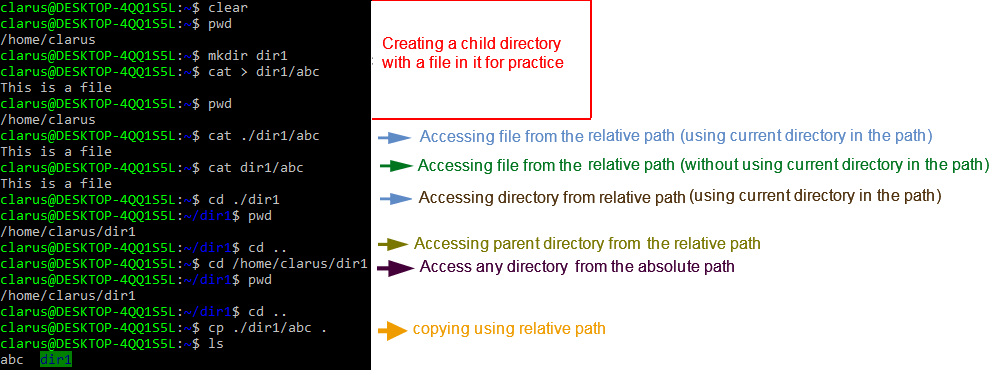 clarus@DESKTOP-4QQ1S5L:~$ clear
clarus@DESKTOP-4QQ1S5L:~$ pwd
/home/clarus
clarus@DESKTOP-4QQ1S5L:~$ mkdir dir1
clarus@DESKTOP-4QQ1S5L:~$ cat > dir1/abc
This is a file
clarus@DESKTOP-4QQ1S5L:~$ pwd
/home/clarus
clarus@DESKTOP-4QQ1S5L:~$ cat ./dir1/abc
This is a file
clarus@DESKTOP-4QQ1S5L:~$ cat dir1/abc
This is a file
clarus@DESKTOP-4QQ1S5L:~$ cd ./dir1
clarus@DESKTOP-4QQ1S5L:~/dir1$ pwd
/home/clarus/dir1
clarus@DESKTOP-4QQ1S5L:~/dir1$ cd ..
clarus@DESKTOP-4QQ1S5L:~$ cd /home/clarus/dir1
clarus@DESKTOP-4QQ1S5L:~/dir1$ pwd
/home/clarus/dir1
clarus@DESKTOP-4QQ1S5L:~/dir1$ cd ..
clarus@DESKTOP-4QQ1S5L:~$ cp ./dir1/abc .
clarus@DESKTOP-4QQ1S5L:~$ ls
abc dir1
Creating a child directory
with a file in it for practice
Accessing file from the relative path (using current directory in the path)
Accessing file from the relative path (without using current directory in the path)
Accessing directory from relative path (using current directory in the path)
Accessing parent directory from the relative path
Access any directory from the absolute path
copying using relative path